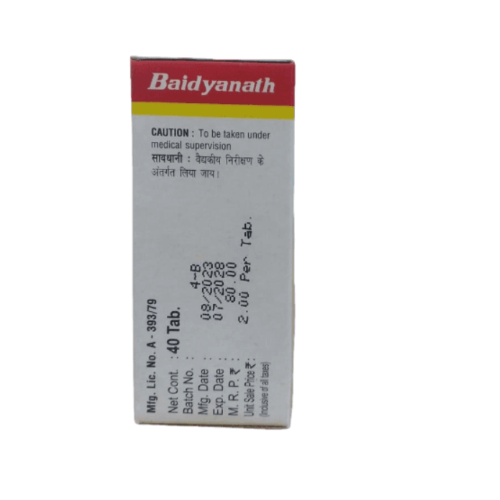 Baidyanath
CAUTION : To be taken under
medical supervision
सावधानी : वैद्यकीय निरीक्षण के
अंतर्गत लिया जाय।
Mfg. Lic. No. A - 393/79
Net Cont. : 40 Tab.
Batch No. : 4-B
Mfg. Date : 08/2023
Exp. Date : 07/2028
M. R. P. ₹ : 80.00
Unit Sale Price ₹ : 2.00 Per Tab.
(Inclusive of all taxes)